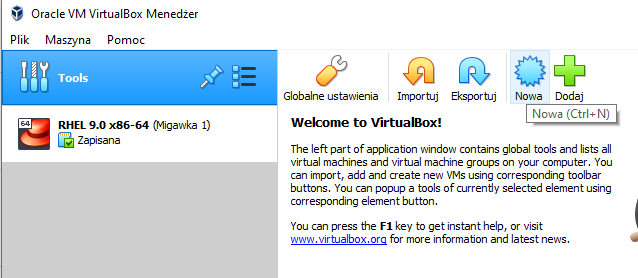 Oracle VM VirtualBox Menedżer
Plik Maszyna Pomoc
Tools
Globalne ustawienia Importuj Eksportuj Nowa Dodaj
Nowa (Ctrl+N)
64
RHEL 9.0 x86-64 (Migawka 1)
Zapisana
Welcome to VirtualBox!
The left part of application window contains global tools and lists all
virtual machines and virtual machine groups on your computer. You
can import, add and create new VMs using corresponding toolbar
buttons. You can popup a tools of currently selected element using
corresponding element button.
You can press the F1 key to get instant help, or visit
www.virtualbox.org for more information and latest news.